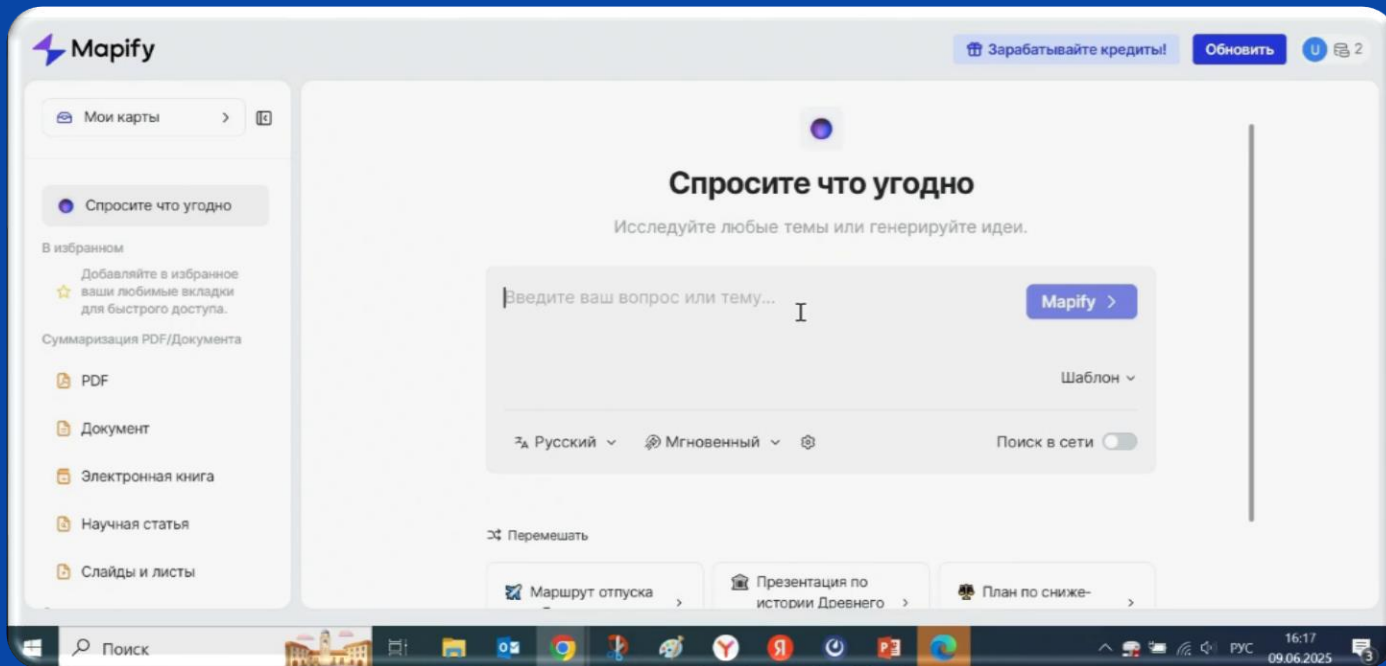 Mapify
Зарабатывайте кредиты!
Обновить
U
2
Мои карты
Спросите что угодно
В избранном
Добавляйте в избранное
ваши любимые вкладки
для быстрого доступа.
Суммаризация PDF/Документа
PDF
Документ
Электронная книга
Научная статья
Слайды и листы
Спросите что угодно
Исследуйте любые темы или генерируйте идеи.
Введите ваш вопрос или тему...
Mapify
Шаблон
Русский
Мгновенный
Поиск в сети
Перемешать
Маршрут отпуска
Презентация по
истории Древнего
План по сниже-
Поиск
РУС
16:17
09.06.2025
3